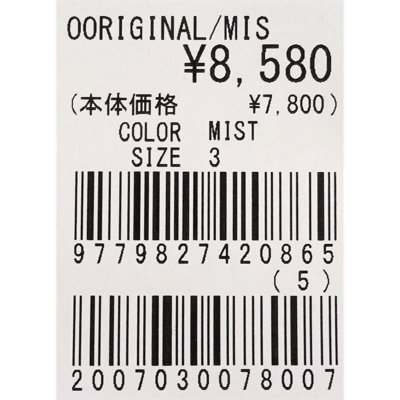 OORIGINAL/MIS
¥8,580
(本体価格 ¥7,800)
COLOR MIST
SIZE 3
9779827420865
(5)
2007030078007